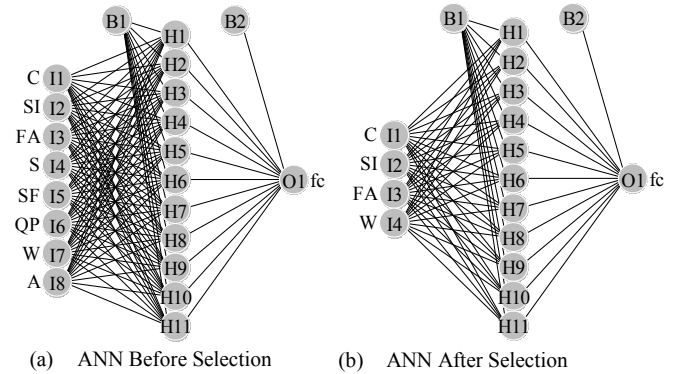 B1 B2
H1
H2
C I1
H3
SI I2
H4
FA I3
H5
S I4
H6
O1 fc
SF I5
H7
QP I6
H8
W I7
H9
A I8
H10
H11
(a) ANN Before Selection
B1 B2
H1
H2
H3
H4
C I1
H5
SI I2
H6
O1 fc
FA I3
H7
W I4
H8
H9
H10
H11
(b) ANN After Selection